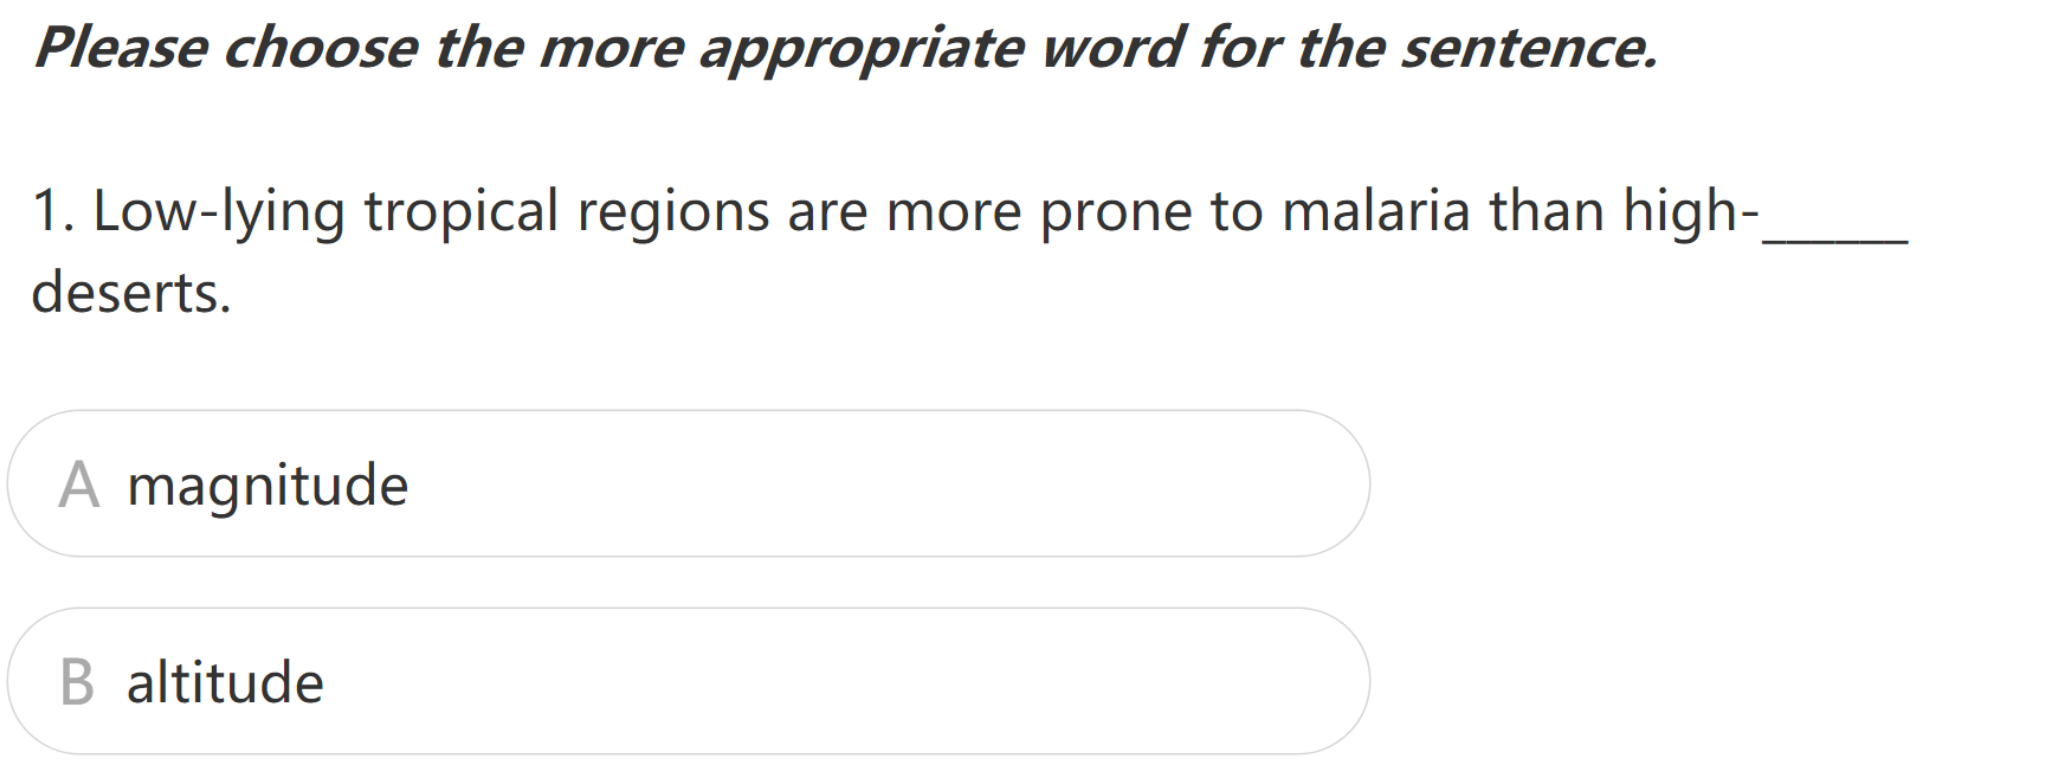 Please choose the more appropriate word for the sentence.
1. Low-lying tropical regions are more prone to malaria than high-______
deserts.
A magnitude
B altitude